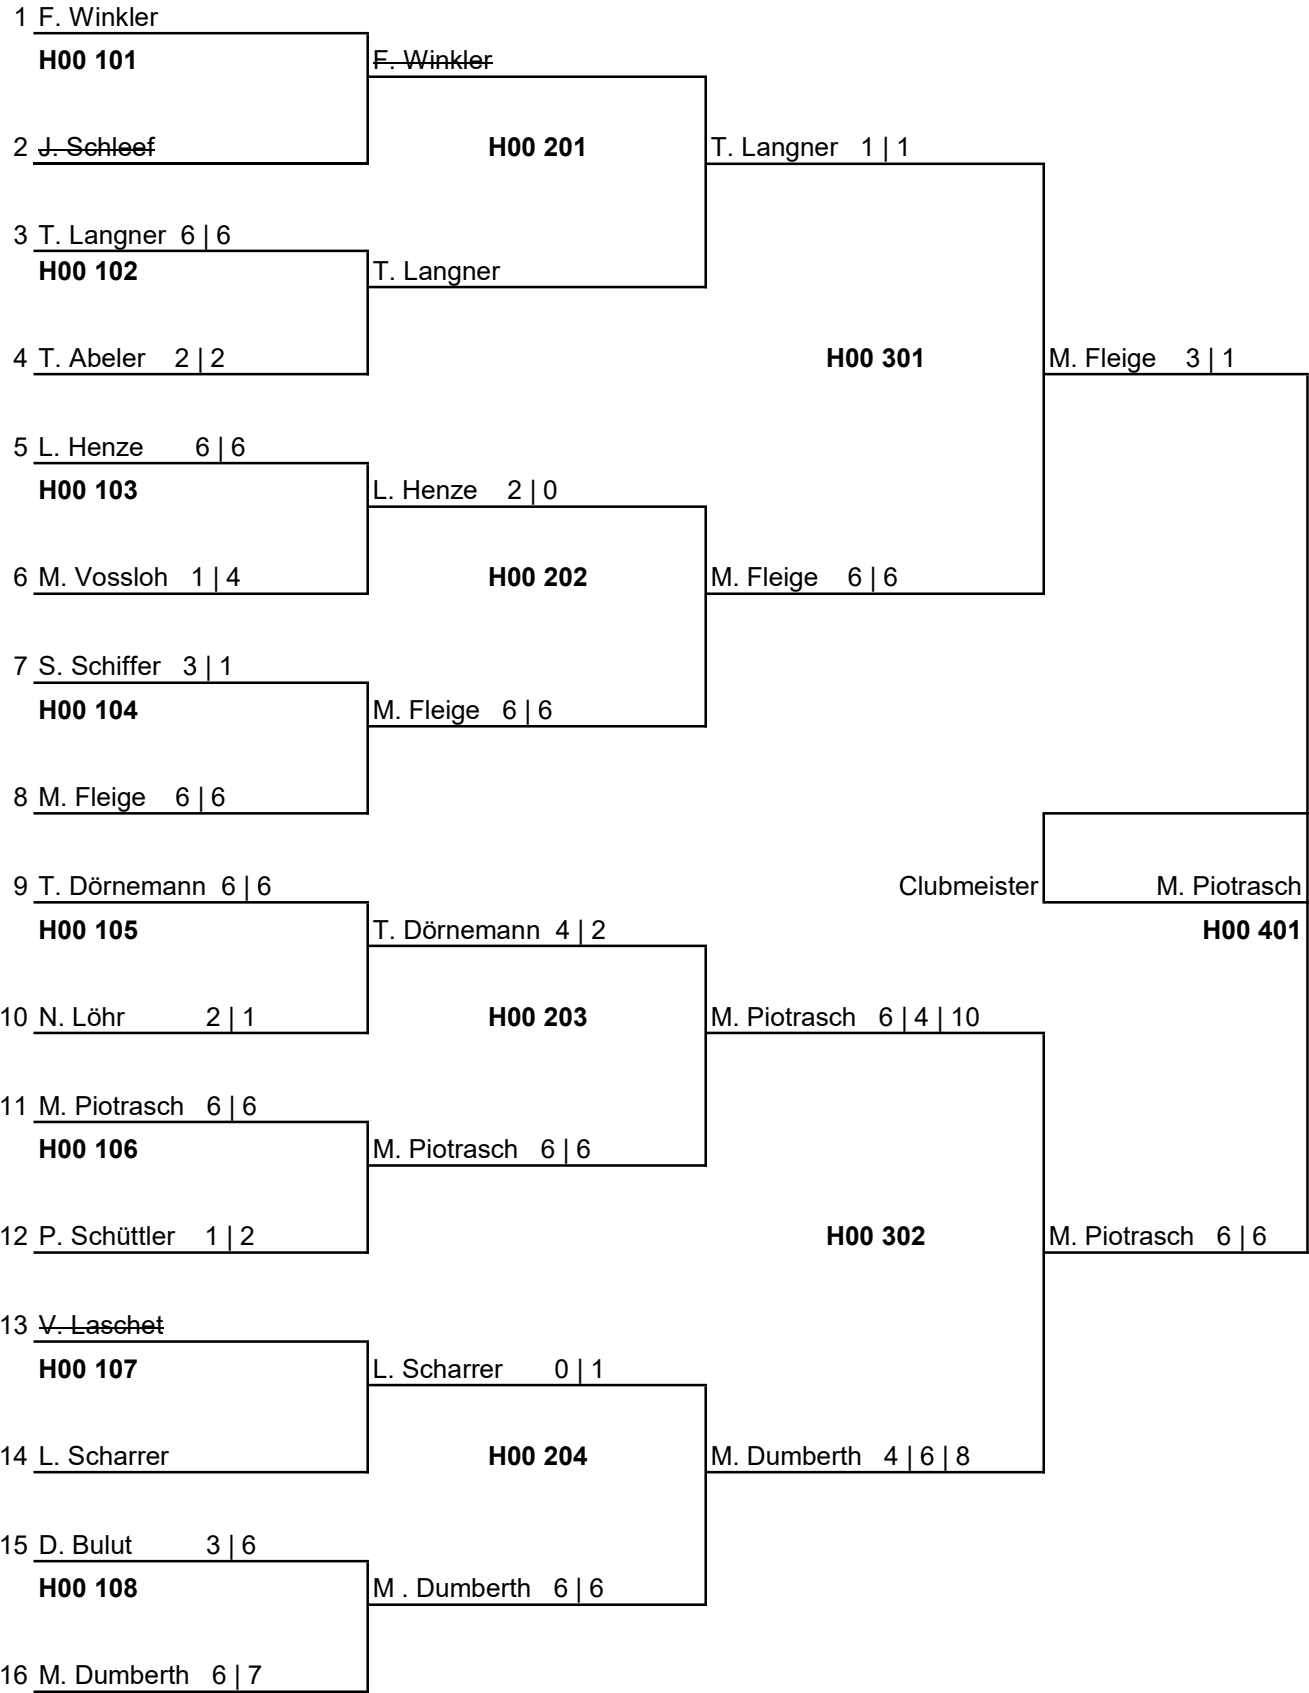 1 F. Winkler
H00 101
F. Winkler
2 J. Schleef
H00 201
T. Langner 1 | 1
3 T. Langner 6 | 6
H00 102
T. Langner
4 T. Abeler 2 | 2
H00 301
M. Fleige 3 | 1
5 L. Henze 6 | 6
H00 103
L. Henze 2 | 0
6 M. Vossloh 1 | 4
H00 202
M. Fleige 6 | 6
7 S. Schiffer 3 | 1
H00 104
M. Fleige 6 | 6
8 M. Fleige 6 | 6
9 T. Dörnemann 6 | 6
Clubmeister
M. Piotrasch
H00 105
T. Dörnemann 4 | 2
H00 401
10 N. Löhr 2 | 1
H00 203
M. Piotrasch 6 | 4 | 10
11 M. Piotrasch 6 | 6
H00 106
M. Piotrasch 6 | 6
12 P. Schüttler 1 | 2
H00 302
M. Piotrasch 6 | 6
13 V. Laschet
H00 107
L. Scharrer 0 | 1
14 L. Scharrer
H00 204
M. Dumberth 4 | 6 | 8
15 D. Bulut 3 | 6
H00 108
M . Dumberth 6 | 6
16 M. Dumberth 6 | 7